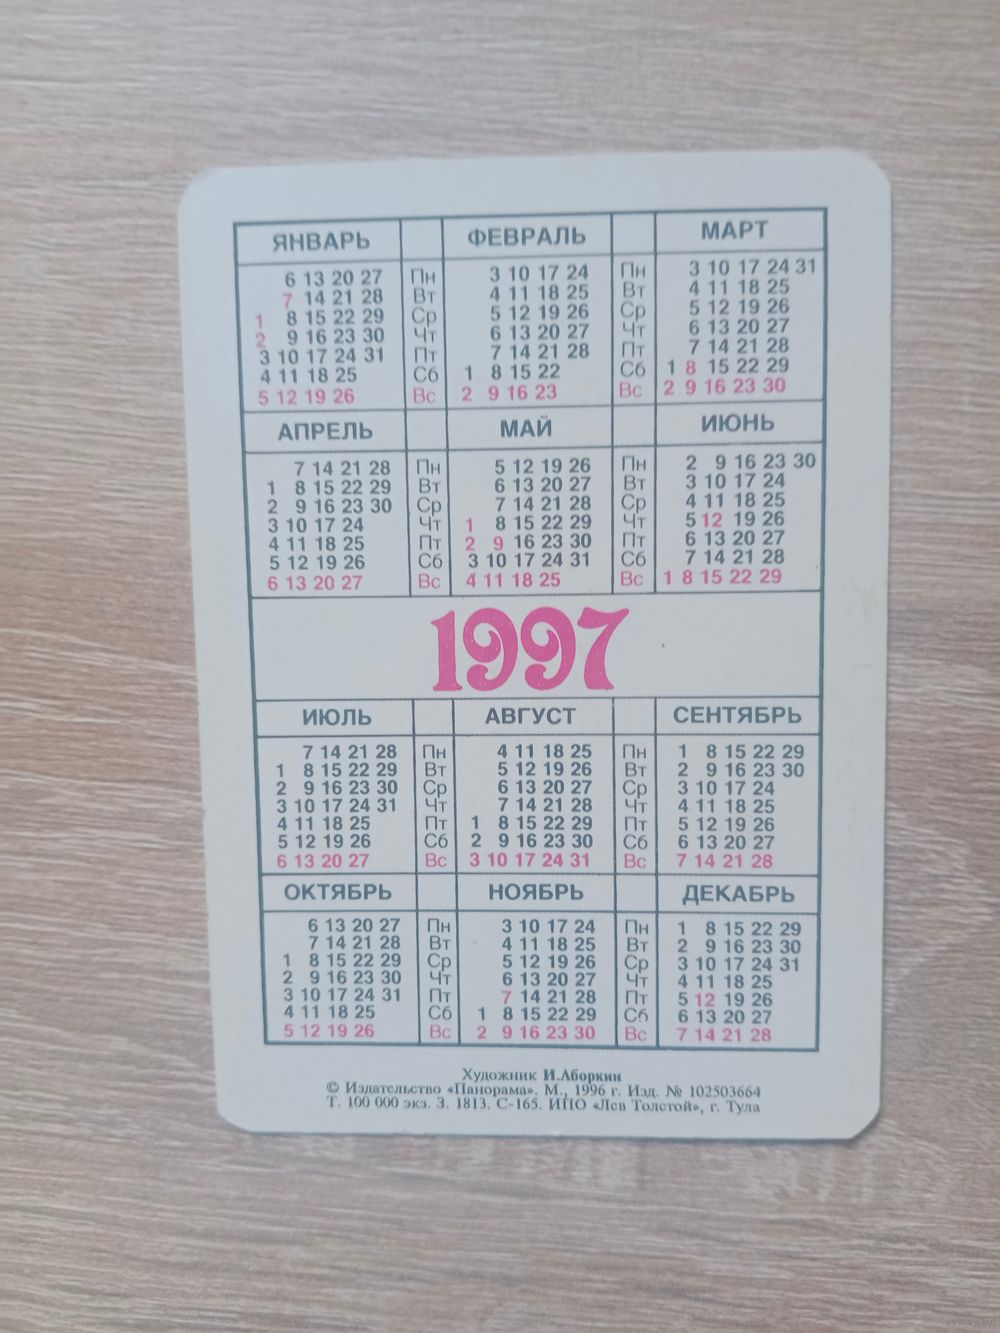 ЯНВАРЬ ФЕВРАЛЬ МАРТ
6 13 20 27 Пн 3 10 17 24 Пн 3 10 17 24 31
7 14 21 28 Вт 4 11 18 25 Вт 4 11 18 25
1 8 15 22 29 Ср 5 12 19 26 Ср 5 12 19 26
2 9 16 23 30 Чт 6 13 20 27 Чт 6 13 20 27
3 10 17 24 31 Пт 7 14 21 28 Пт 7 14 21 28
4 11 18 25 Сб 1 8 15 22 Сб 1 8 15 22 29
5 12 19 26 Вс 2 9 16 23 Вс 2 9 16 23 30
АПРЕЛЬ МАЙ ИЮНЬ
7 14 21 28 Пн 5 12 19 26 Пн 2 9 16 23 30
1 8 15 22 29 Вт 6 13 20 27 Вт 3 10 17 24
2 9 16 23 30 Ср 7 14 21 28 Ср 4 11 18 25
3 10 17 24 Чт 1 8 15 22 29 Чт 5 12 19 26
4 11 18 25 Пт 2 9 16 23 30 Пт 6 13 20 27
5 12 19 26 Сб 3 10 17 24 31 Сб 7 14 21 28
6 13 20 27 Вс 4 11 18 25 Вс 1 8 15 22 29
1997
ИЮЛЬ АВГУСТ СЕНТЯБРЬ
7 14 21 28 Пн 4 11 18 25 Пн 1 8 15 22 29
1 8 15 22 29 Вт 5 12 19 26 Вт 2 9 16 23 30
2 9 16 23 30 Ср 6 13 20 27 Ср 3 10 17 24
3 10 17 24 31 Чт 7 14 21 28 Чт 4 11 18 25
4 11 18 25 Пт 1 8 15 22 29 Пт 5 12 19 26
5 12 19 26 Сб 2 9 16 23 30 Сб 6 13 20 27
6 13 20 27 Вс 3 10 17 24 31 Вс 7 14 21 28
ОКТЯБРЬ НОЯБРЬ ДЕКАБРЬ
6 13 20 27 Пн 3 10 17 24 Пн 1 8 15 22 29
7 14 21 28 Вт 4 11 18 25 Вт 2 9 16 23 30
1 8 15 22 29 Ср 5 12 19 26 Ср 3 10 17 24 31
2 9 16 23 30 Чт 6 13 20 27 Чт 4 11 18 25
3 10 17 24 31 Пт 7 14 21 28 Пт 5 12 19 26
4 11 18 25 Сб 1 8 15 22 29 Сб 6 13 20 27
5 12 19 26 Вс 2 9 16 23 30 Вс 7 14 21 28
Художник И.Аборкин
© Издательство «Панорама». М., 1996 г. Изд. № 102503664
Т. 100 000 экз. З. 1813. С-165. ИПО «Лев Толстой», г. Тула
www.ay.by